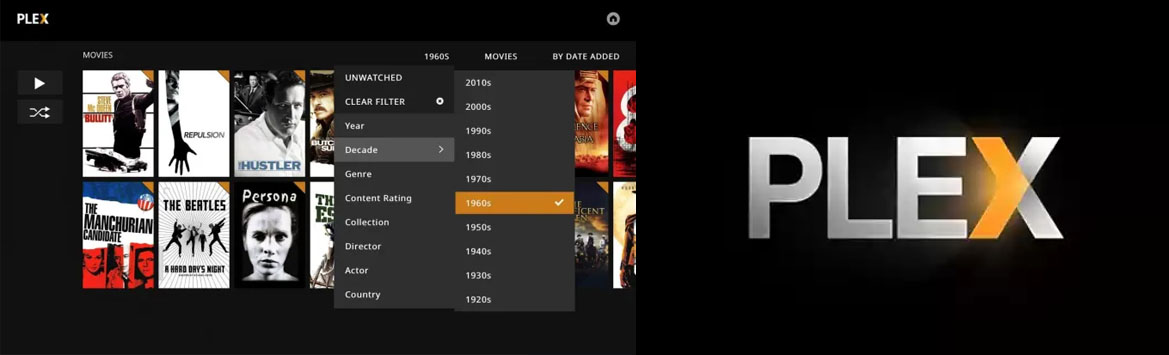 PLEX
MOVIES
1960S
MOVIES
BY DATE ADDED
UNWATCHED
CLEAR FILTER
Year
Decade
Genre
Content Rating
Collection
Director
Actor
Country
2010s
2000s
1990s
1980s
1970s
1960s
1950s
1940s
1930s
1920s
STEVE
McQUEEN
BULLITT
REPULSION
THE
HUSTLER
THE
MANCHURIAN
CANDIDATE
THE BEATLES
A HARD DAY'S NIGHT
Persona
PLEX